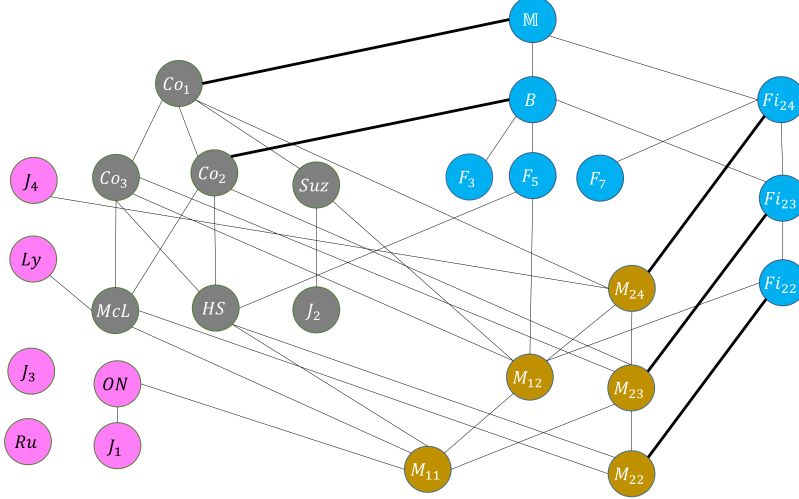 𝕄
Co₁
B
Fi₂₄
J₄
Co₃
Co₂
Suz
F₃
F₅
F₇
Fi₂₃
Ly
McL
HS
J₂
M₂₄
Fi₂₂
J₃
ON
M₁₂
M₂₃
Ru
J₁
M₁₁
M₂₂